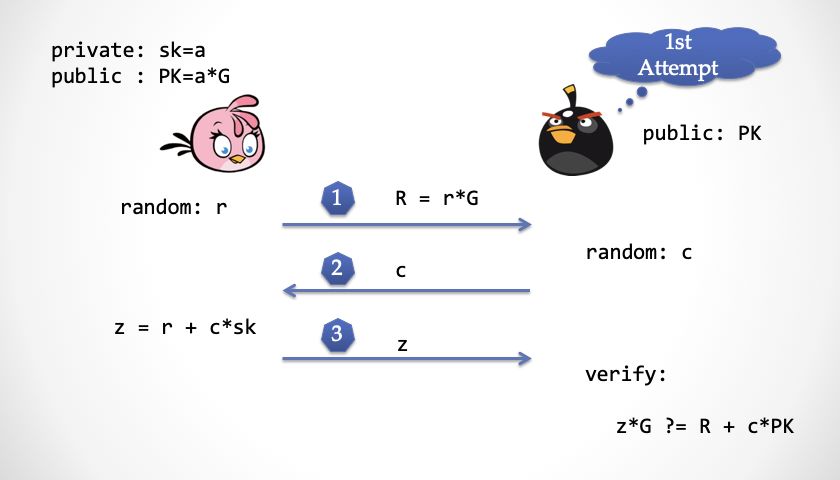 private: sk=a
public : PK=a*G
1st
Attempt
public: PK
random: r
1
R = r*G
random: c
2
c
z = r + c*sk
3
z
verify:
z*G ?= R + c*PK